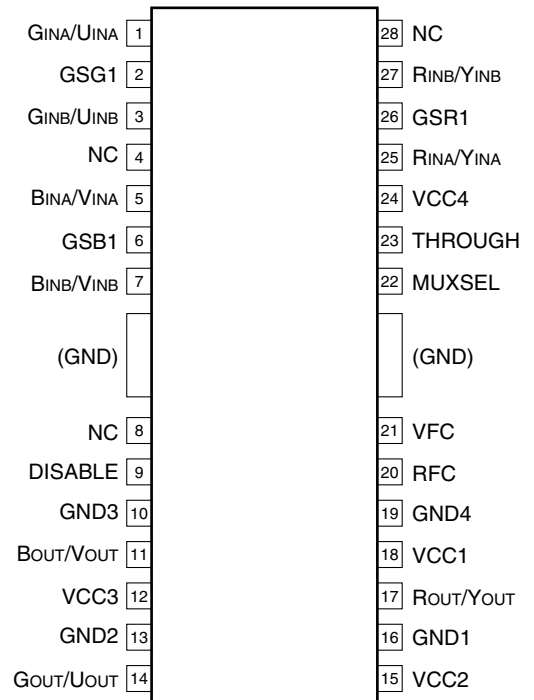 GINA/UINA 1 28 NC
GSG1 2 27 RINB/YINB
GINB/UINB 3 26 GSR1
NC 4 25 RINA/YINA
BINA/VINA 5 24 VCC4
GSB1 6 23 THROUGH
BINB/VINB 7 22 MUXSEL
(GND) (GND)
NC 8 21 VFC
DISABLE 9 20 RFC
GND3 10 19 GND4
BOUT/VOUT 11 18 VCC1
VCC3 12 17 ROUT/YOUT
GND2 13 16 GND1
GOUT/UOUT 14 15 VCC2